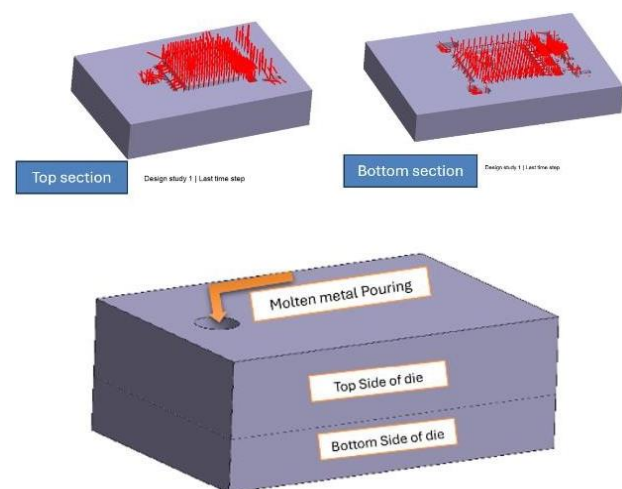 Top section
Design study 1 | Last time step
Bottom section
Design study 1 | Last time step
Molten metal Pouring
Top Side of die
Bottom Side of die